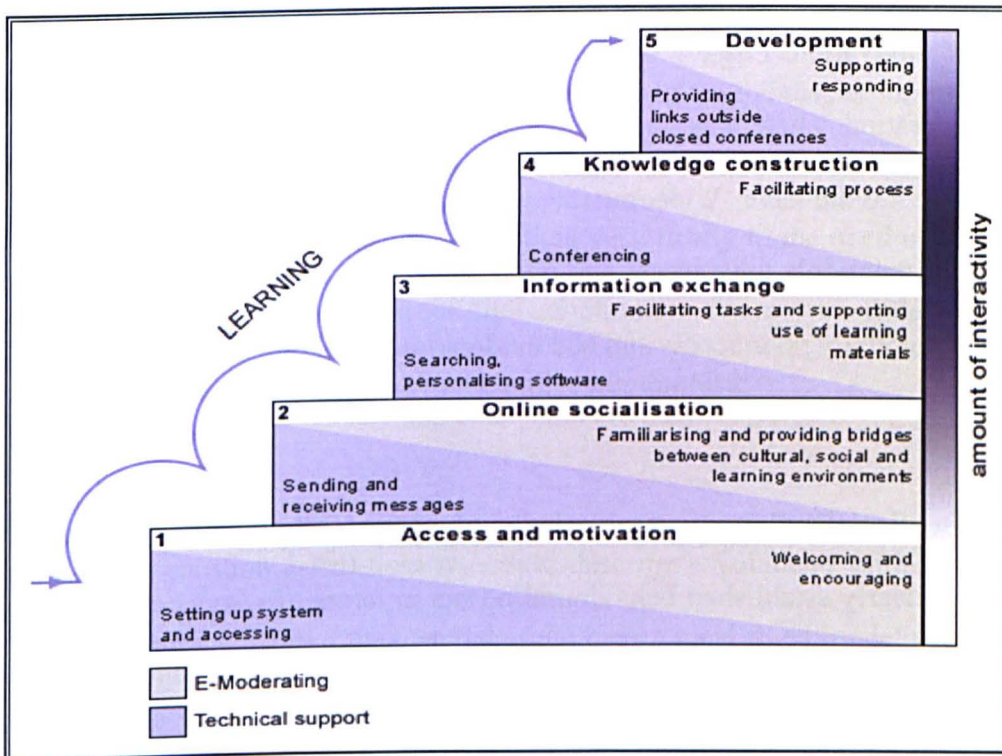 5 Development
Supporting
responding
Providing
links outside
closed conferences
4 Knowledge construction
Facilitating process
Conferencing
3 Information exchange
Facilitating tasks and supporting
use of learning
materials
Searching,
personalising software
2 Online socialisation
Familiarising and providing bridges
between cultural, social and
learning environments
Sending and
receiving messages
1 Access and motivation
Welcoming and
encouraging
Setting up system
and accessing
LEARNING
amount of interactivity
E-Moderating
Technical support